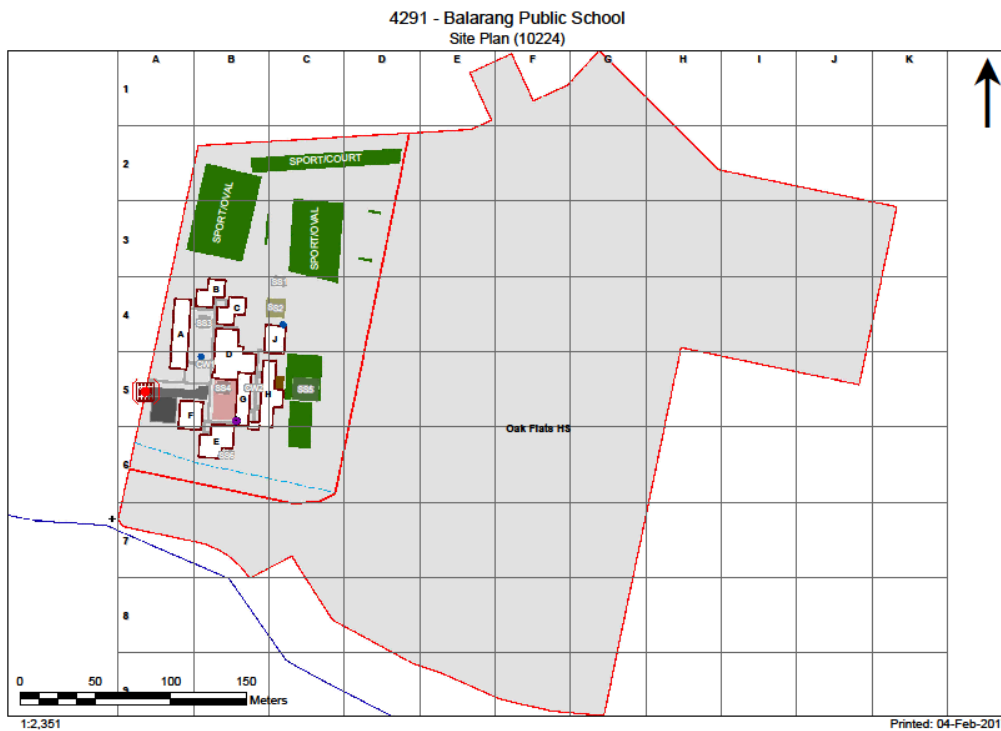 4291 - Balarang Public School
Site Plan (10224)
A B C D E F G H I J K
1
2
SPORT/COURT
SPORT/OVAL
3
SPORT/OVAL
B
SS1
C
SS2
4
SS3
A
J
D
CW1
5
SS4
G
H
SS5
F
Oak Flats HS
E
6
7
8
9
0 50 100 150
Meters
1:2,351
Printed: 04-Feb-201